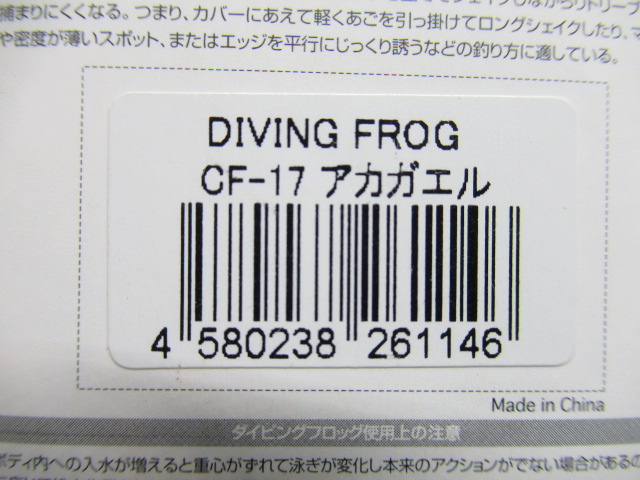 捕まりにくくなる。つまり、カバーにあえて軽くあごを引っ掛けてロングシェイクしたり、マ
や密度が薄いスポット、またはエッジを平行にじっくり誘うなどの釣り方に適している。
DIVING FROG
CF-17 アカガエル
4 580238 261146
Made in China
ダイビングフロッグ使用上の注意
ボディ内への入水が増えると重心がずれて泳ぎが変化し本来のアクションがでない場合がある